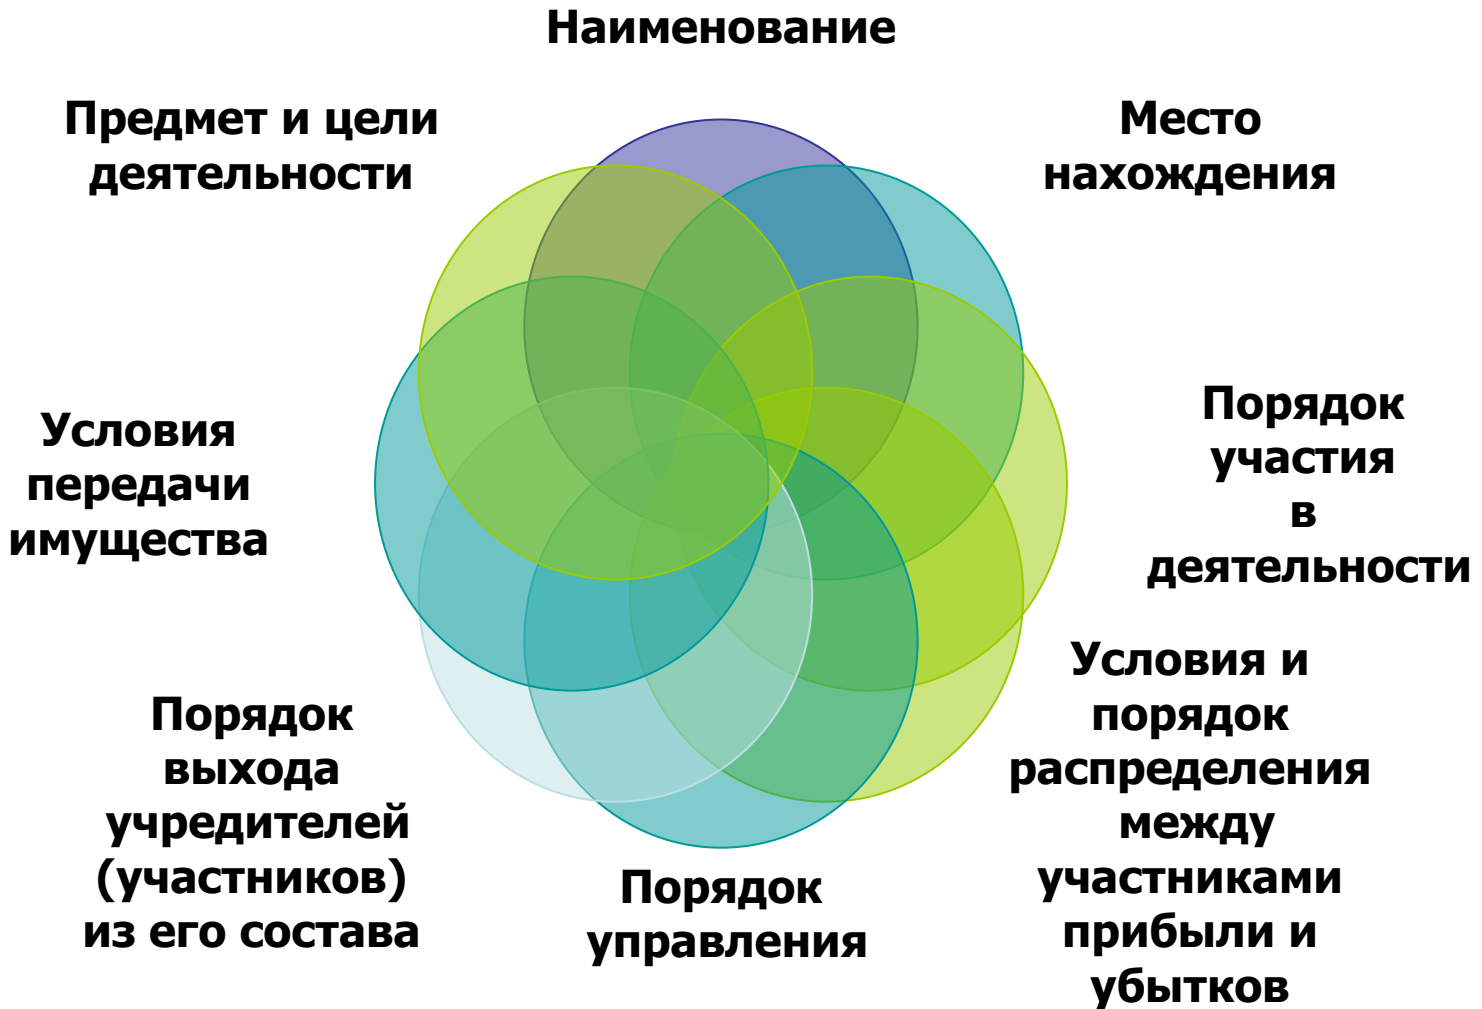 Наименование
Предмет и цели
деятельности
Место
нахождения
Порядок
участия
в
деятельности
Условия
передачи
имущества
Условия и
порядок
распределения
между
участниками
прибыли и
убытков
Порядок
выхода
учредителей
(участников)
из его состава
Порядок
управления